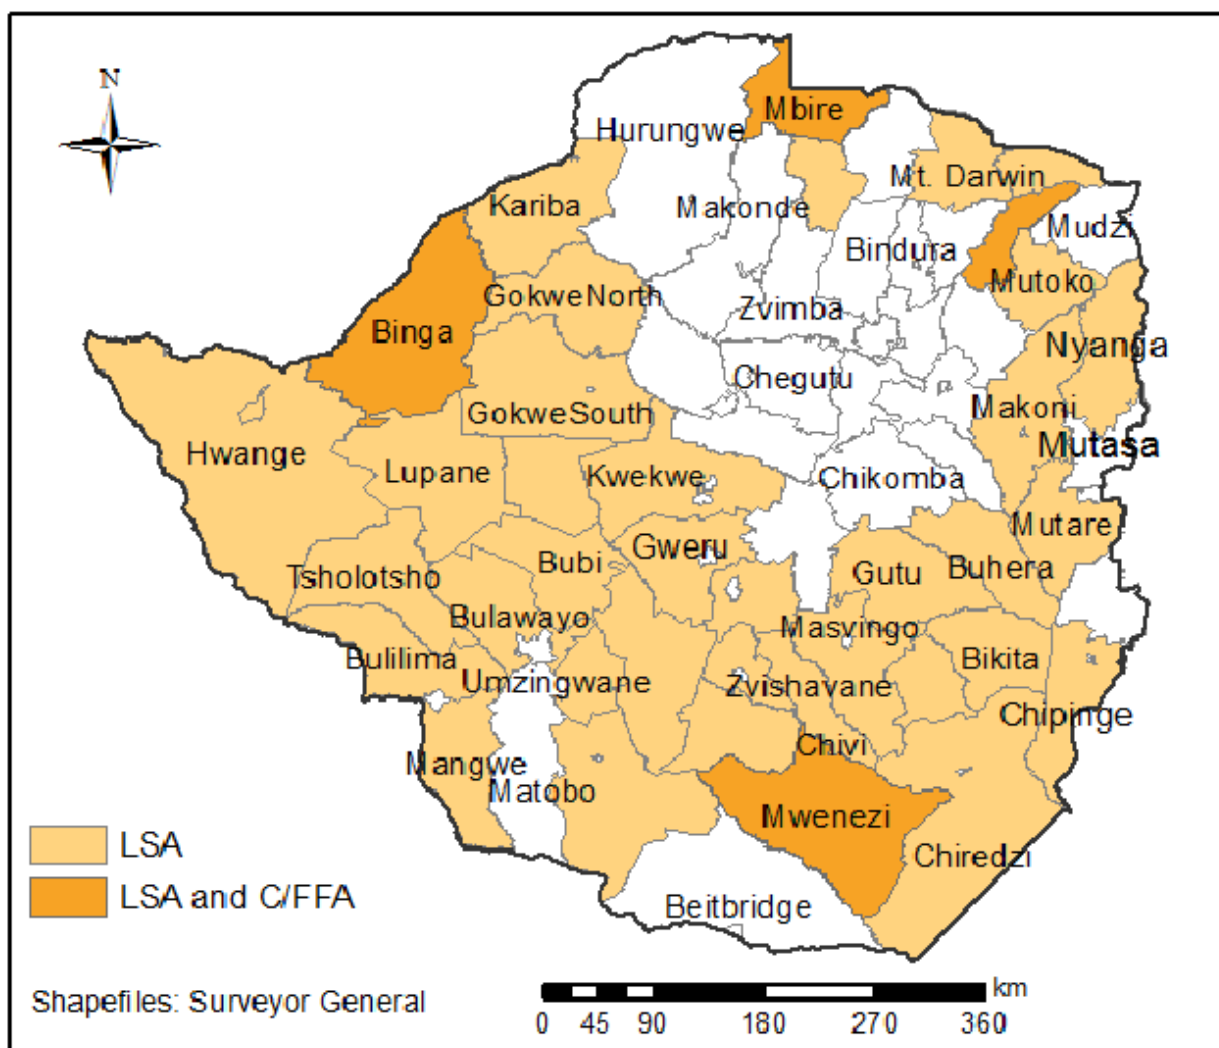 N
Mbire
Hurungwe
Mt. Darwin
Kariba
Makonde
Mudzi
Bindura
Mutoko
GokweNorth
Zvimba
Binga
Nyanga
Chegutu
GokweSouth
Makoni
Mutasa
Hwange
Lupane
Kwekwe
Chikomba
Mutare
Gweru
Bubi
Gutu
Buhera
Tsholotsho
Bulawayo
Masvingo
Bulilima
Bikita
Umzingwane
Zvishavane
Chipinge
Chivi
Mangwe
Matobo
Mwenezi
LSA
Chiredzi
LSA and C/FFA
Beitbridge
Shapefiles: Surveyor General
km
0 45 90 180 270 360